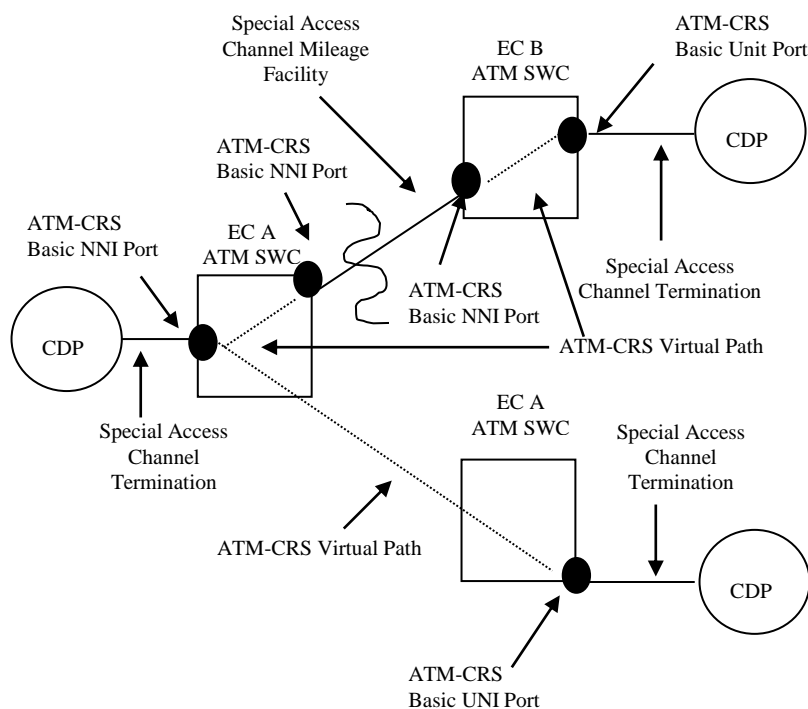 Special Access
Channel Mileage
Facility
EC B
ATM SWC
ATM-CRS
Basic Unit Port
CDP
ATM-CRS
Basic NNI Port
ATM-CRS
Basic NNI Port
EC A
ATM SWC
ATM-CRS
Basic NNI Port
Special Access
Channel Termination
CDP
ATM-CRS Virtual Path
Special Access
Channel
Termination
EC A
ATM SWC
Special Access
Channel
Termination
ATM-CRS Virtual Path
CDP
ATM-CRS
Basic UNI Port